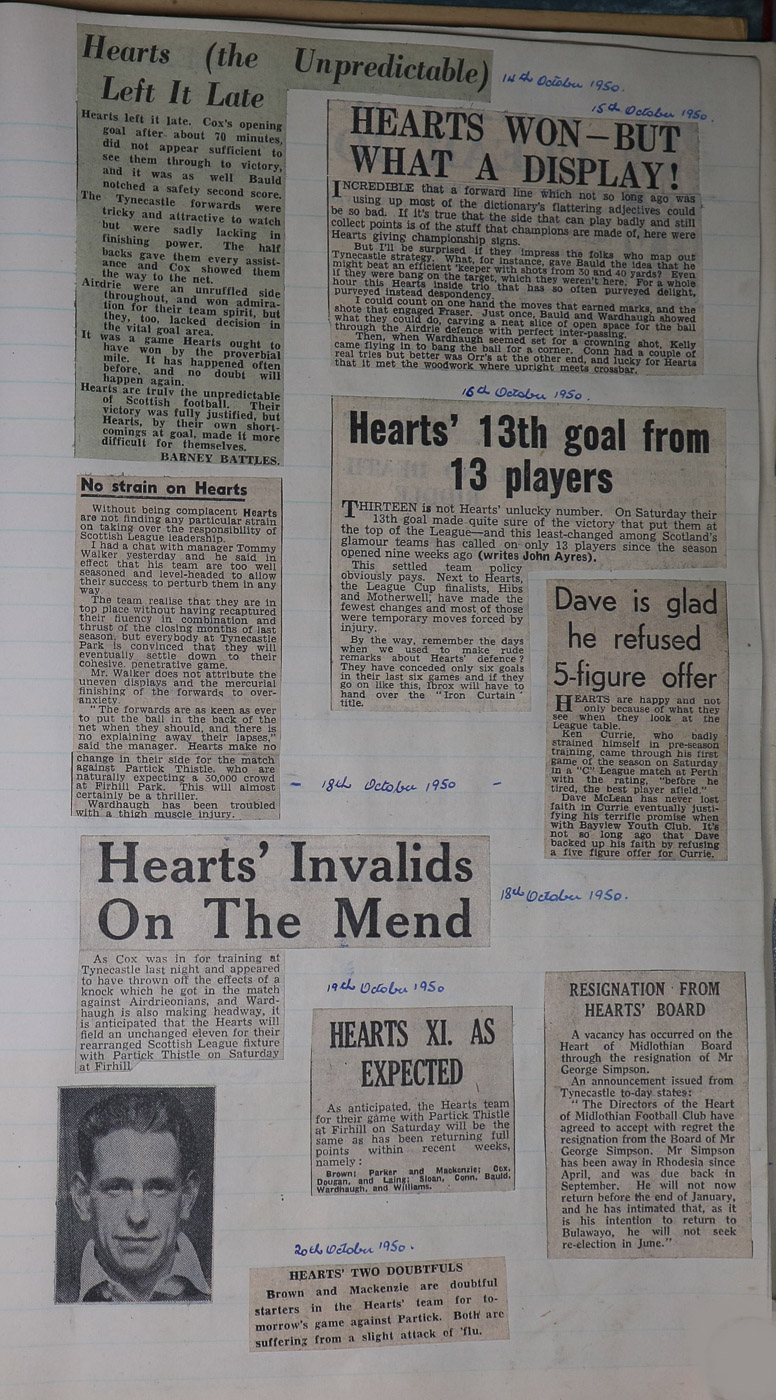 Hearts (the Unpredictable)
Left It Late
14th October 1950.
Hearts left it late. Cox's opening
goal after about 70 minutes,
did not appear sufficient to
see them through to victory,
and it was as well Bauld
notched a safety second score.
The Tynecastle forwards were
tricky and attractive to watch
but were sadly lacking in
finishing power. The half
backs gave them every assist-
ance and Cox showed them
the way to the net.
Airdrie were an unruffled side
throughout, and won admira-
tion for their team spirit, but
they, too, lacked decision in
the vital goal area.
It was a game Hearts ought to
have won by the proverbial
mile. It has happened often
before, and no doubt will
happen again.
Hearts are truly the unpredictable
of Scottish football. Their
victory was fully justified, but
Hearts, by their own short-
comings at goal, made it more
difficult for themselves.
BARNEY BATTLES.
15th October 1950.
HEARTS WON—BUT
WHAT A DISPLAY!
INCREDIBLE that a forward line which not so long ago was
using up most of the dictionary's flattering adjectives could
be so bad. If it's true that the side that can play badly and still
collect points is of the stuff that champions are made of, here were
Hearts giving championship signs.
But I'll be surprised if they impress the folks who map out
Tynecastle strategy. What, for instance, gave Bauld the idea that he
might beat an efficient 'keeper with shots from 30 and 40 yards? Even
if they were bang on the target, which they weren't. For a whole
hour this Hearts inside trio that has so often purveyed delight,
purveyed instead despondency.
I could count on one hand the moves that earned marks, and the
shots that engaged Fraser. Just once, Bauld and Wardhaugh showed
what they could do, carving a neat slice of open space for the ball
through the Airdrie defence with perfect inter-passing.
Then, when Wardhaugh seemed set for a crowning shot, Kelly
came flying in to bang the ball for a corner. Conn had a couple of
real tries but better was Orr's at the other end, and lucky for Hearts
that it met the woodwork where upright meets crossbar.
16th October 1950.
Hearts' 13th goal from
13 players
THIRTEEN is not Hearts' unlucky number. On Saturday their
13th goal made quite sure of the victory that put them at
the top of the League—and this least-changed among Scotland's
glamour teams has called on only 13 players since the season
opened nine weeks ago (writes John Ayres).
This settled team policy
obviously pays. Next to Hearts,
the League Cup finalists, Hibs
and Motherwell, have made the
fewest changes and most of those
were temporary moves forced by
injury.
By the way, remember the days
when we used to make rude
remarks about Hearts' defence?
They have conceded only six goals
in their last six games and if they
go on like this, Ibrox will have to
hand over the "Iron Curtain"
title.
No strain on Hearts
Without being complacent Hearts
are not finding any particular strain
on taking over the responsibility of
Scottish League leadership.
I had a chat with manager Tommy
Walker yesterday and he said in
effect that his team are too well
seasoned and level-headed to allow
their success to perturb them in any
way
The team realise that they are in
top place without having recaptured
their fluency in combination and
thrust of the closing months of last
season, but everybody at Tynecastle
Park is convinced that they will
eventually settle down to their
cohesive, penetrative game.
Mr. Walker does not attribute the
uneven displays and the mercurial
finishing of the forwards to over-
anxiety.
"The forwards are as keen as ever
to put the ball in the back of the
net when they should, and there is
no explaining away their lapses,"
said the manager. Hearts make no
change in their side for the match
against Partick Thistle, who are
naturally expecting a 30,000 crowd
at Firhill Park. This will almost
certainly be a thriller.
Wardhaugh has been troubled
with a thigh muscle injury.
- 18th October 1950 -
Dave is glad
he refused
5-figure offer
HEARTS are happy and not
only because of what they
see when they look at the
League table.
Ken Currie, who badly
strained himself in pre-season
training, came through his first
game of the season on Saturday
in a "C" League match at Perth
with the rating, "before he
tired, the best player afield."
Dave McLean has never lost
faith in Currie eventually justi-
fying his terrific promise when
with Bayview Youth Club. It's
not so long ago that Dave
backed up his faith by refusing
a five figure offer for Currie.
Hearts' Invalids
On The Mend
18th October 1950.
As Cox was in for training at
Tynecastle last night and appeared
to have thrown off the effects of a
knock which he got in the match
against Airdrieonians, and Ward-
haugh is also making headway, it
is anticipated that the Hearts will
field an unchanged eleven for their
rearranged Scottish League fixture
with Partick Thistle on Saturday
at Firhill
19th October 1950
HEARTS XI. AS
EXPECTED
As anticipated, the Hearts team
for their game with Partick Thistle
at Firhill on Saturday will be the
same as has been returning full
points within recent weeks,
namely:
Brown; Parker and Mackenzie; Cox,
Dougan, and Laing; Sloan, Conn, Bauld,
Wardhaugh, and Williams.
RESIGNATION FROM
HEARTS' BOARD
A vacancy has occurred on the
Heart of Midlothian Board
through the resignation of Mr
George Simpson.
An announcement issued from
Tynecastle to-day states:
"The Directors of the Heart
of Midlothian Football Club have
agreed to accept with regret the
resignation from the Board of Mr
George Simpson. Mr Simpson
has been away in Rhodesia since
April, and was due back in
September. He will not now
return before the end of January,
and he has intimated that, as it
is his intention to return to
Bulawayo, he will not seek
re-election in June."
20th October 1950.
HEARTS' TWO DOUBTFULS
Brown and Mackenzie are doubtful
starters in the Hearts' team for to-
morrow's game against Partick. Both are
suffering from a slight attack of 'flu.